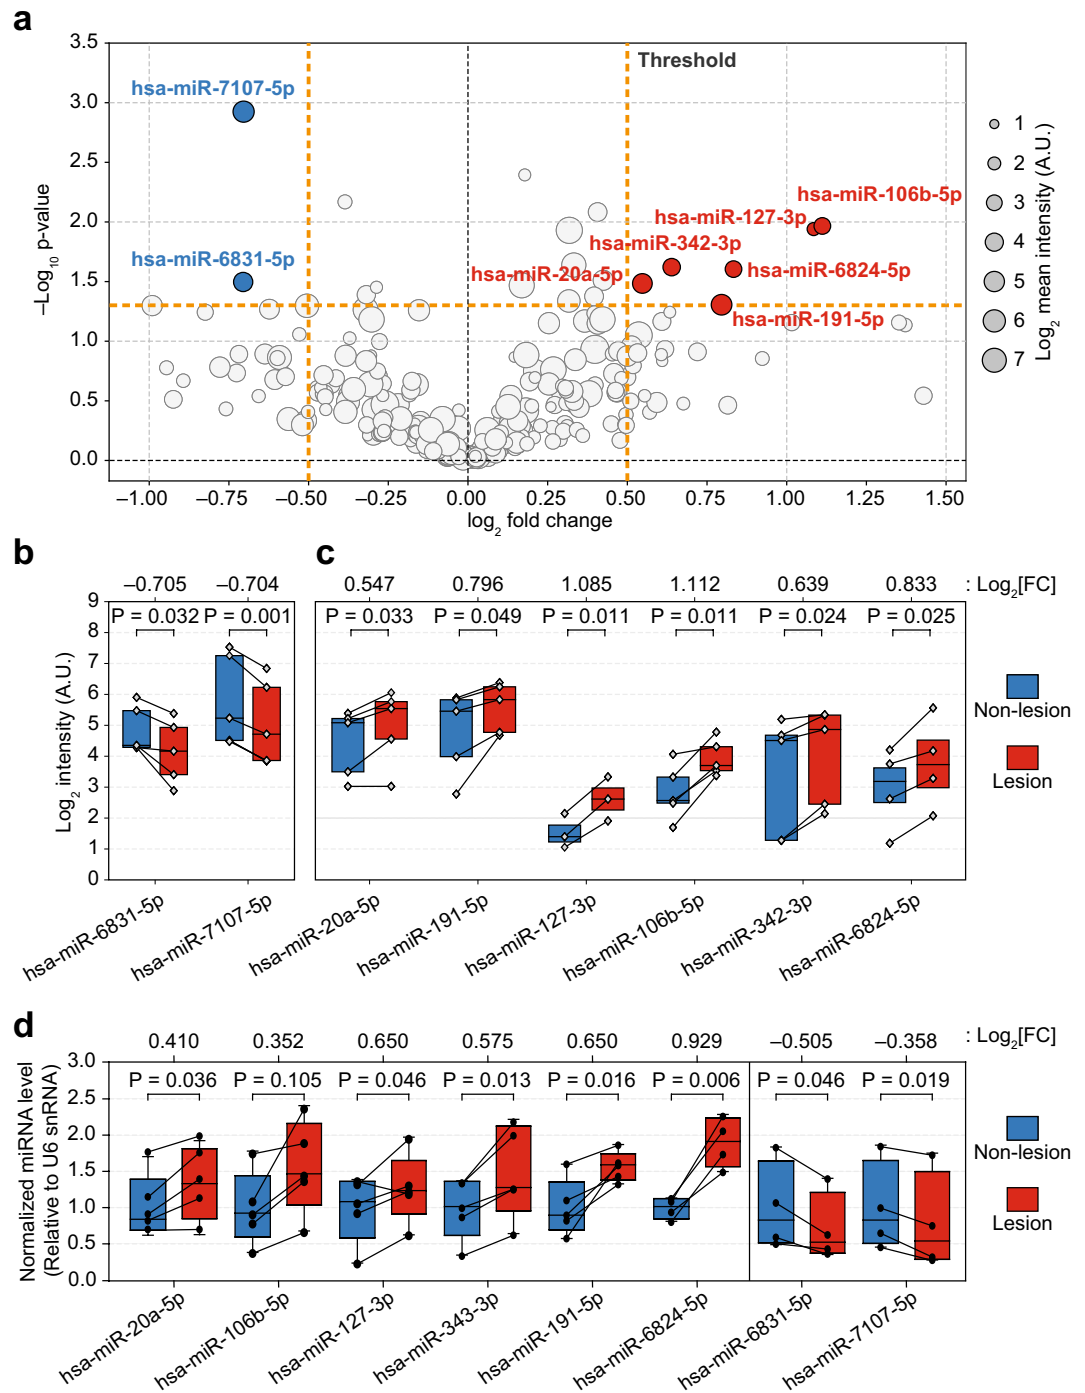 a
Threshold
hsa-miR-7107-5p
hsa-miR-6831-5p
hsa-miR-106b-5p
hsa-miR-127-3p
hsa-miR-342-3p
hsa-miR-20a-5p
hsa-miR-6824-5p
hsa-miR-191-5p
3.5
3.0
2.5
2.0
1.5
1.0
0.5
0.0
–Log10 p-value
–1.00 –0.75 –0.50 –0.25 0.00 0.25 0.50 0.75 1.00 1.25 1.50
log2 fold change
1
2
3
4
5
6
7
Log2 mean intensity (A.U.)
b
c
–0.705 –0.704 0.547 0.796 1.085 1.112 0.639 0.833 : Log2[FC]
P = 0.032 P = 0.001 P = 0.033 P = 0.049 P = 0.011 P = 0.011 P = 0.024 P = 0.025
9
8
7
6
5
4
3
2
1
0
Log2 intensity (A.U.)
Non-lesion
Lesion
hsa-miR-6831-5p hsa-miR-7107-5p hsa-miR-20a-5p hsa-miR-191-5p hsa-miR-127-3p hsa-miR-106b-5p hsa-miR-342-3p hsa-miR-6824-5p
d
0.410 0.352 0.650 0.575 0.650 0.929 –0.505 –0.358 : Log2[FC]
P = 0.036 P = 0.105 P = 0.046 P = 0.013 P = 0.016 P = 0.006 P = 0.046 P = 0.019
3.0
2.5
2.0
1.5
1.0
0.5
0.0
Normalized miRNA level
(Relative to U6 snRNA)
Non-lesion
Lesion
hsa-miR-20a-5p hsa-miR-106b-5p hsa-miR-127-3p hsa-miR-343-3p hsa-miR-191-5p hsa-miR-6824-5p hsa-miR-6831-5p hsa-miR-7107-5p